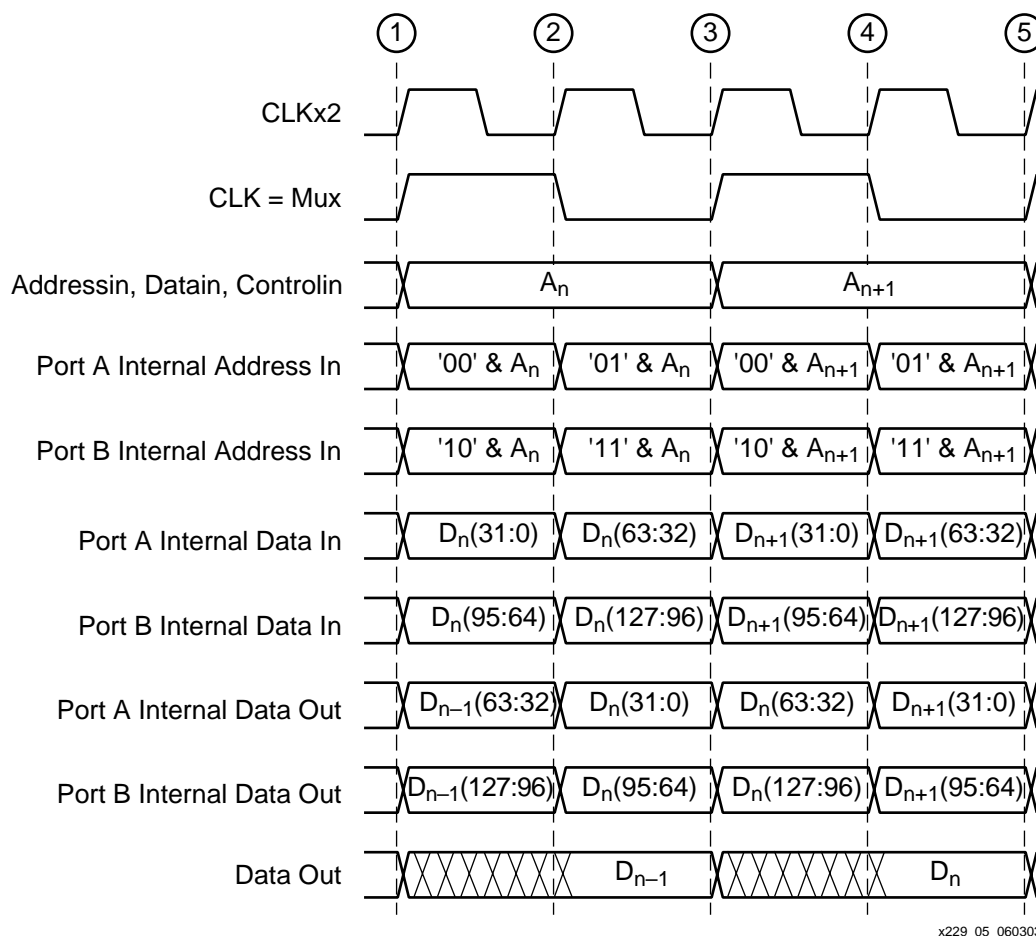 1 2 3 4 5
CLKx2
CLK = Mux
Addressin, Datain, Controlin Aₙ Aₙ₊₁
Port A Internal Address In '00' & Aₙ '01' & Aₙ '00' & Aₙ₊₁ '01' & Aₙ₊₁
Port B Internal Address In '10' & Aₙ '11' & Aₙ '10' & Aₙ₊₁ '11' & Aₙ₊₁
Port A Internal Data In Dₙ(31:0) Dₙ(63:32) Dₙ₊₁(31:0) Dₙ₊₁(63:32)
Port B Internal Data In Dₙ(95:64) Dₙ(127:96) Dₙ₊₁(95:64) Dₙ₊₁(127:96)
Port A Internal Data Out Dₙ₋₁(63:32) Dₙ(31:0) Dₙ(63:32) Dₙ₊₁(31:0)
Port B Internal Data Out Dₙ₋₁(127:96) Dₙ(95:64) Dₙ(127:96) Dₙ₊₁(95:64)
Data Out Dₙ₋₁ Dₙ